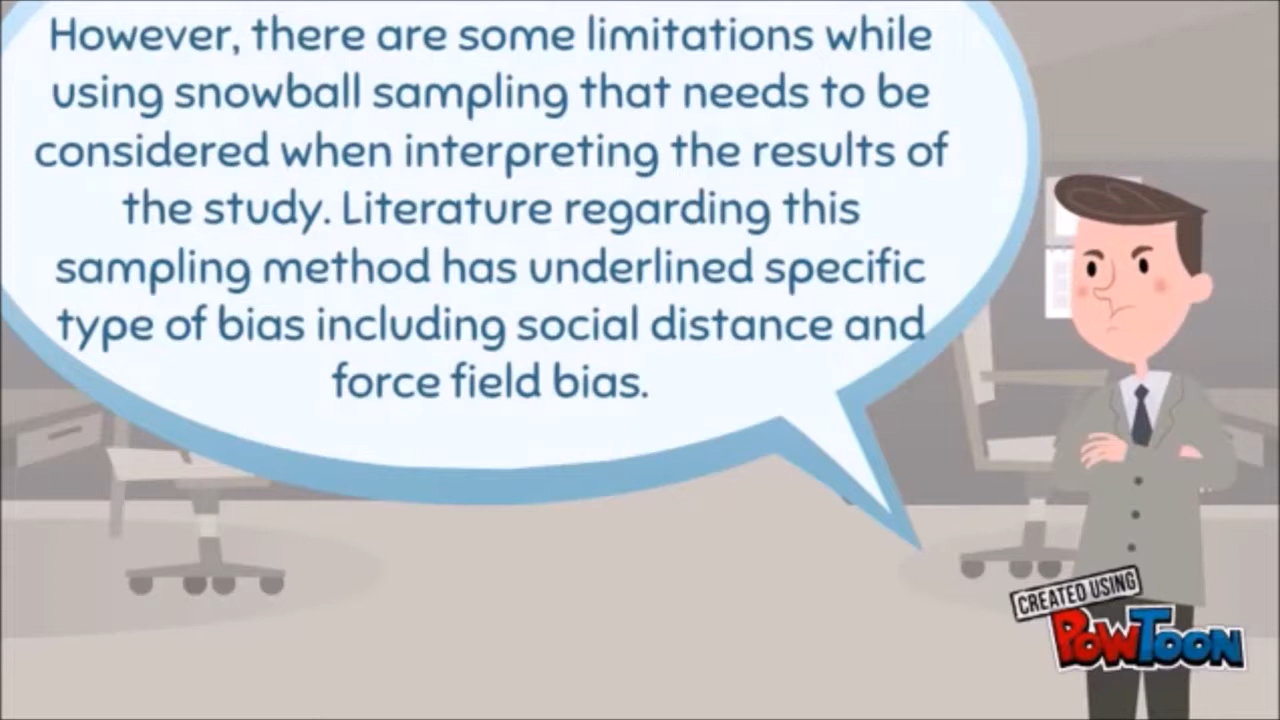 However, there are some limitations while
using snowball sampling that needs to be
considered when interpreting the results of
the study. Literature regarding this
sampling method has underlined specific
type of bias including social distance and
force field bias.
CREATED USING
POWTOON